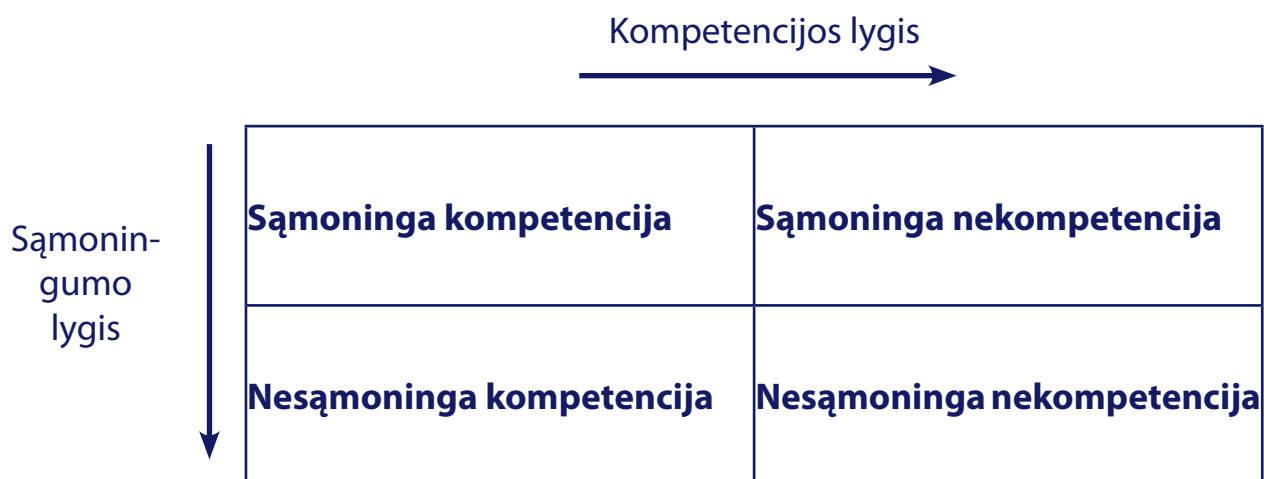 Kompetencijos lygis
Sąmonin-
gumo
lygis
Sąmoninga kompetencija
Sąmoninga nekompetencija
Nesąmoninga kompetencija
Nesąmoninga nekompetencija